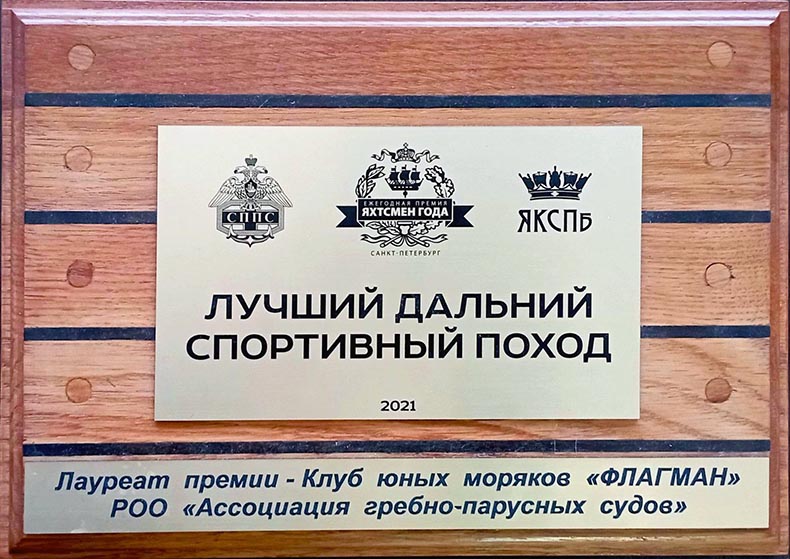 СППС
ЕЖЕГОДНАЯ ПРЕМИЯ
ЯХТСМЕН ГОДА
САНКТ-ПЕТЕРБУРГ
ЯКСПб
ЛУЧШИЙ ДАЛЬНИЙ
СПОРТИВНЫЙ ПОХОД
2021
Лауреат премии - Клуб юных моряков «ФЛАГМАН»
РОО «Ассоциация гребно-парусных судов»